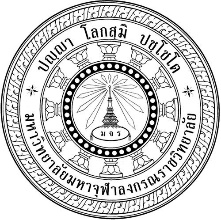 ปญฺญา โลกสฺมิ ปชฺโชโต
ม จ ร
มหาวิทยาลัยมหาจุฬาลงกรณราชวิทยาลัย